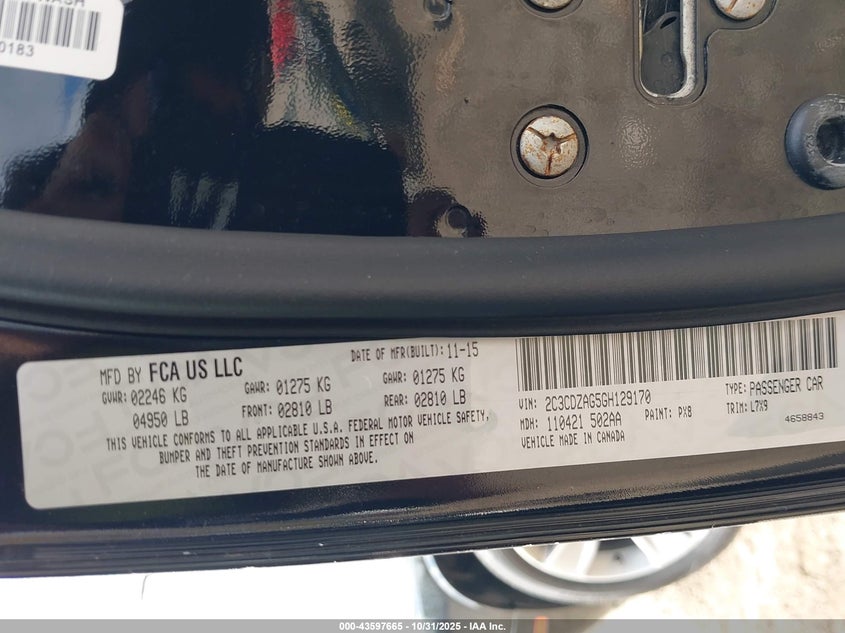 0183
MFD BY FCA US LLC
DATE OF MFR(BUILT): 11-15
GVWR: 02246 KG
04950 LB
GAWR: 01275 KG
FRONT: 02810 LB
GAWR: 01275 KG
REAR: 02810 LB
THIS VEHICLE CONFORMS TO ALL APPLICABLE U.S.A. FEDERAL MOTOR VEHICLE SAFETY,
BUMPER AND THEFT PREVENTION STANDARDS IN EFFECT ON
THE DATE OF MANUFACTURE SHOWN ABOVE.
VIN: 2C3CDZAG5GH129170
TYPE: PASSENGER CAR
MDH: 110421 502AA
PAINT: PX8
TRIM: L7X9
VEHICLE MADE IN CANADA
4658843
000-43597665 - 10/31/2025 - IAA Inc.